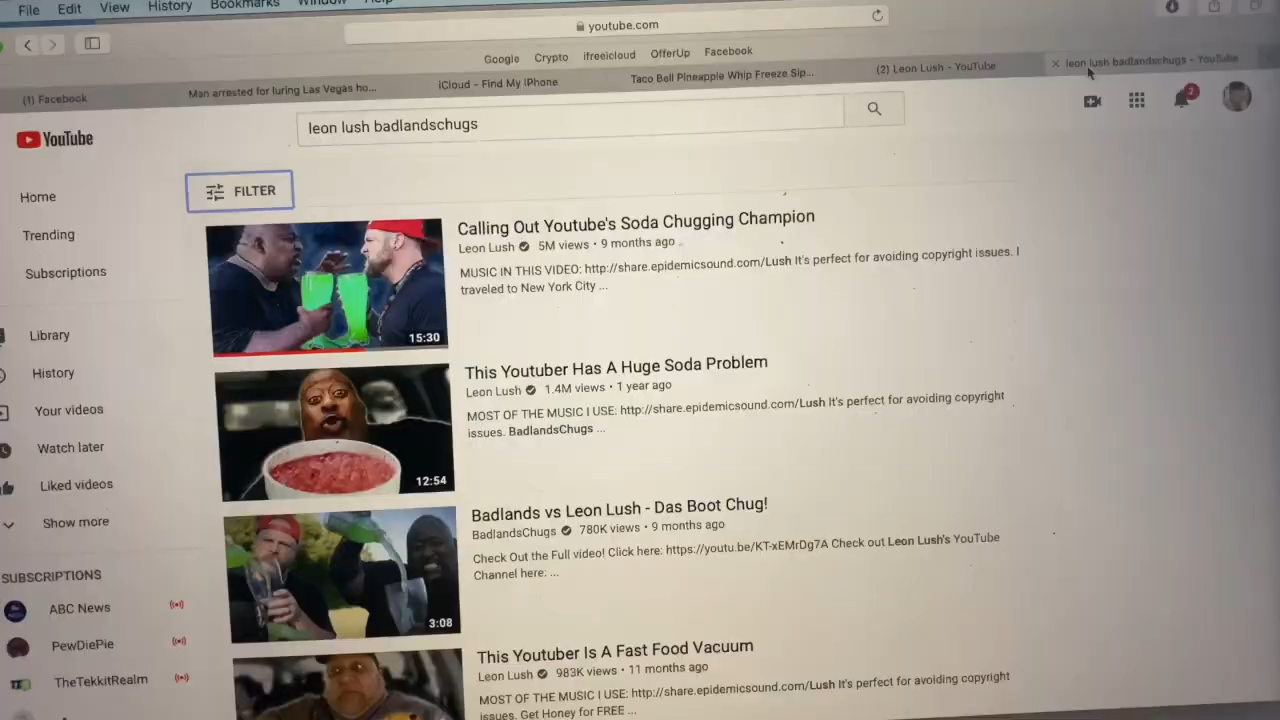 File Edit View History Bookmarks Window Help
youtube.com
Google Crypto ifreeicloud OfferUp Facebook
(1) Facebook Man arrested for luring Las Vegas ho... iCloud - Find My iPhone Taco Bell Pineapple Whip Freeze Sip... (2) Leon Lush - YouTube leon lush badlandschugs - YouTube
YouTube
leon lush badlandschugs
2
Home
Trending
Subscriptions
Library
History
Your videos
Watch later
Liked videos
Show more
SUBSCRIPTIONS
ABC News
PewDiePie
TheTekkitRealm
FILTER
15:30
Calling Out Youtube's Soda Chugging Champion
Leon Lush 5M views • 9 months ago
MUSIC IN THIS VIDEO: http://share.epidemicsound.com/Lush It's perfect for avoiding copyright issues. I
traveled to New York City ...
12:54
This Youtuber Has A Huge Soda Problem
Leon Lush 1.4M views • 1 year ago
MOST OF THE MUSIC I USE: http://share.epidemicsound.com/Lush It's perfect for avoiding copyright
issues. BadlandsChugs ...
3:08
Badlands vs Leon Lush - Das Boot Chug!
BadlandsChugs 780K views • 9 months ago
Check Out the Full video! Click here: https://youtu.be/KT-xEMrDg7A Check out Leon Lush's YouTube
Channel here: ...
This Youtuber Is A Fast Food Vacuum
Leon Lush 983K views • 11 months ago
MOST OF THE MUSIC I USE: http://share.epidemicsound.com/Lush It's perfect for avoiding copyright
issues. Get Honey for FREE ...